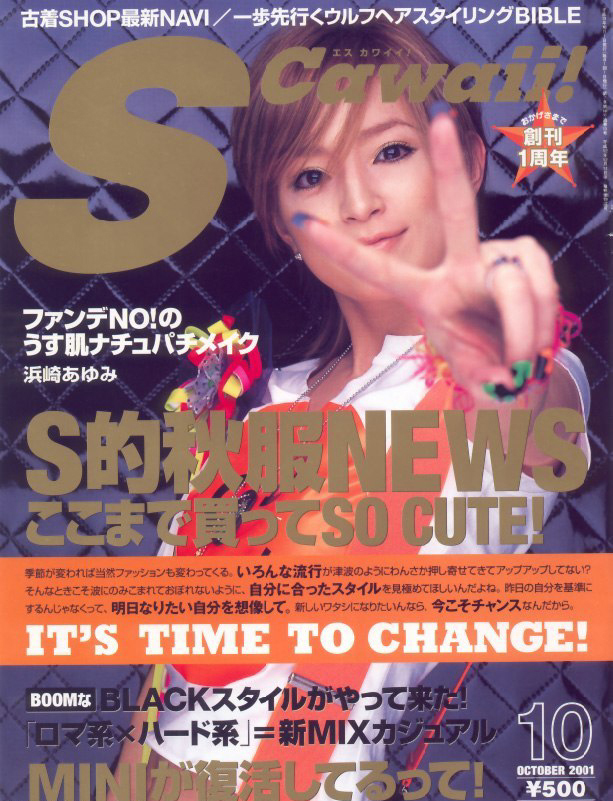 古着SHOP最新NAVI／一歩先行くウルフヘアスタイリングBIBLE
S Cawaii!
エス カワイイ!
おかげさまで
創刊
1周年
ファンデNO!の
うす肌ナチュパチメイク
浜崎あゆみ
S的秋服NEWS
ここまで買ってSO CUTE!
季節が変われば当然ファッションも変わってくる。いろんな流行が津波のようにわんさか押し寄せてきてアップアップしてない?
そんなときこそ波にのみこまれておぼれないように、自分に合ったスタイルを見極めてほしいんだよね。昨日の自分を基準に
するんじゃなくって、明日なりたい自分を想像して。新しいワタシになりたいんなら、今こそチャンスなんだから。
IT'S TIME TO CHANGE!
BOOMな BLACKスタイルがやって来た!
「ロマ系×ハード系」=新MIXカジュアル
MINIが復活してるって!
10
OCTOBER 2001
¥500